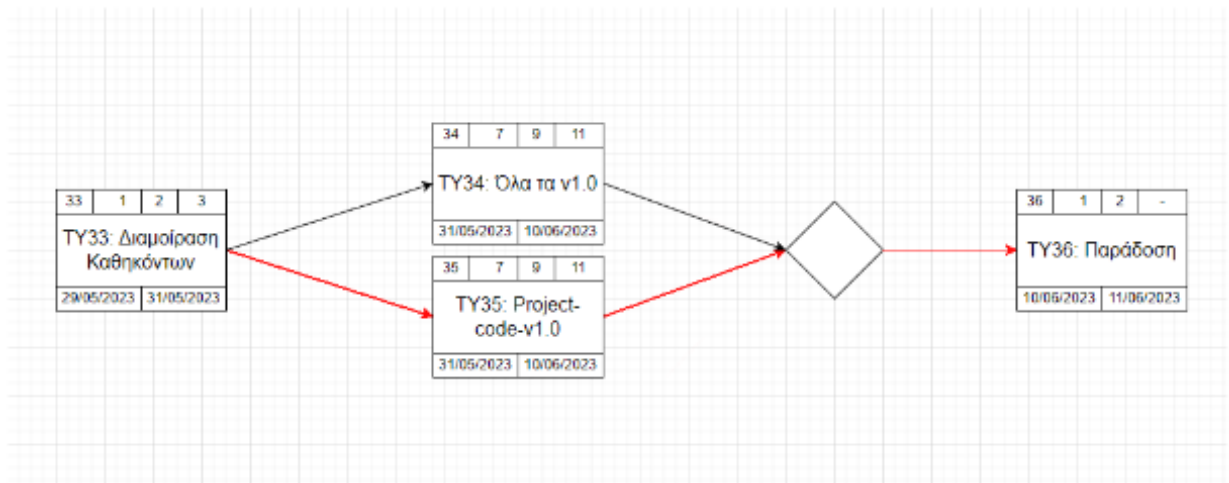 33 1 2 3
ΤΥ33: Διαμοίραση
Καθηκόντων
29/05/2023 31/05/2023
34 7 9 11
ΤΥ34: Όλα τα v1.0
31/05/2023 10/06/2023
35 7 9 11
ΤΥ35: Project-
code-v1.0
31/05/2023 10/06/2023
36 1 2 -
ΤΥ36: Παράδοση
10/06/2023 11/06/2023